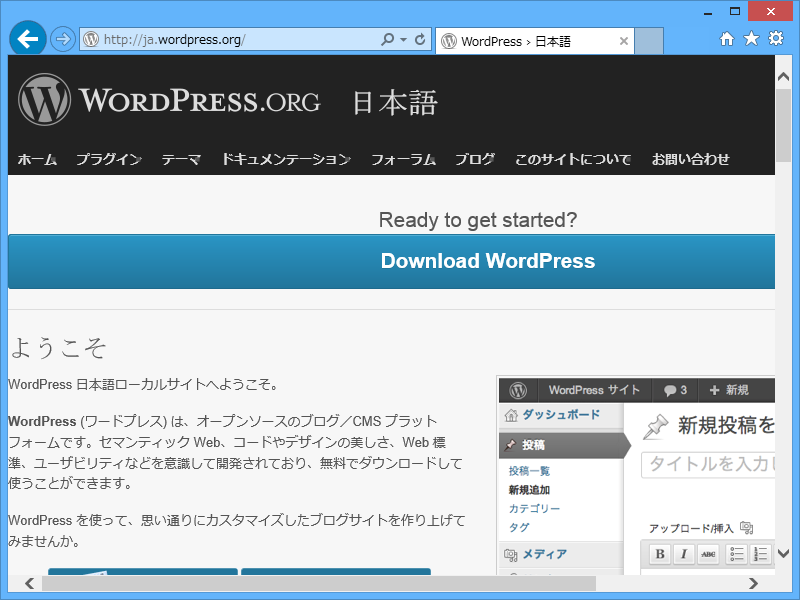 http://ja.wordpress.org/
WordPress › 日本語
WORDPRESS.ORG 日本語
ホーム プラグイン テーマ ドキュメンテーション フォーラム ブログ このサイトについて お問い合わせ
Ready to get started?
Download WordPress
ようこそ
WordPress 日本語ローカルサイトへようこそ。
WordPress (ワードプレス) は、オープンソースのブログ／CMS プラット
フォームです。セマンティック Web、コードやデザインの美しさ、Web 標
準、ユーザビリティなどを意識して開発されており、無料でダウンロードして
使うことができます。
WordPress を使って、思い通りにカスタマイズしたブログサイトを作り上げて
みませんか。
WordPress サイト 3 新規
ダッシュボード
投稿
投稿一覧
新規追加
カテゴリー
タグ
メディア
新規投稿を
タイトルを入力し
アップロード/挿入
B I ABC